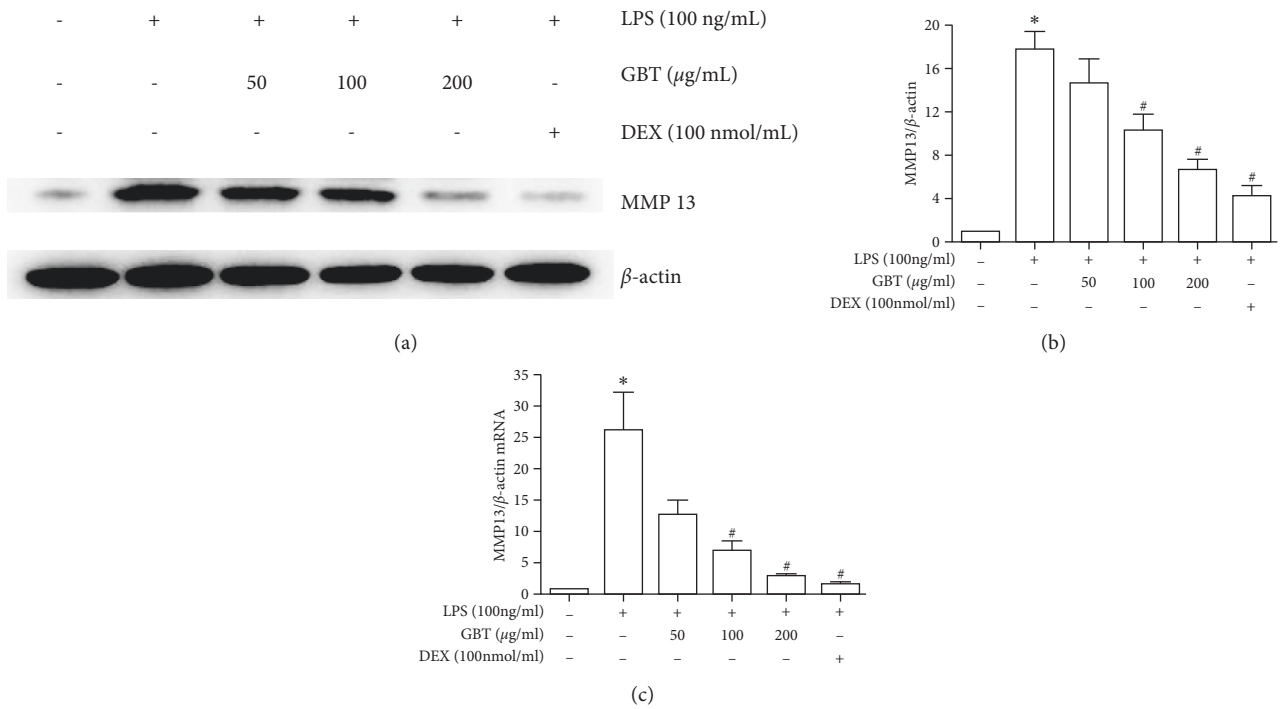 - + + + + + LPS (100 ng/mL)
- - 50 100 200 - GBT (μg/mL)
- - - - - + DEX (100 nmol/mL)
MMP 13
β-actin
(a)
MMP13/β-actin
20
16
12
8
4
0
*
#
#
#
LPS (100ng/ml) – + + + + +
GBT (μg/ml) – – 50 100 200 –
DEX (100nmol/ml) – – – – – +
(b)
MMP13/β-actin mRNA
35
30
25
20
15
10
5
0
*
#
#
#
LPS (100ng/ml) – + + + + +
GBT (μg/ml) – – 50 100 200 –
DEX (100nmol/ml) – – – – – +
(c)